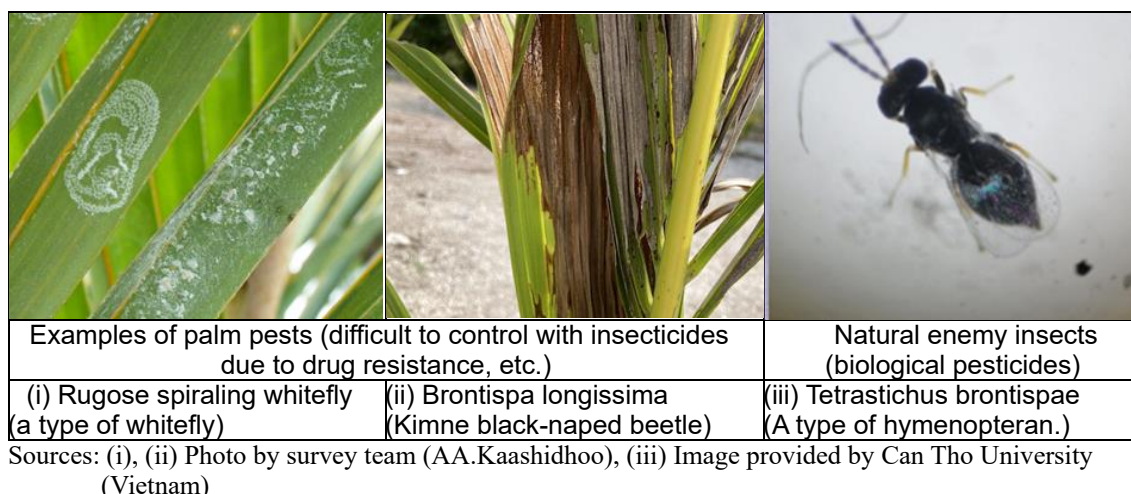 Examples of palm pests (difficult to control with insecticides
due to drug resistance, etc.)
Natural enemy insects
(biological pesticides)
(i) Rugose spiraling whitefly
(a type of whitefly)
(ii) Brontispa longissima
(Kimne black-naped beetle)
(iii) Tetrastichus brontispae
(A type of hymenopteran.)
Sources: (i), (ii) Photo by survey team (AA.Kaashidhoo), (iii) Image provided by Can Tho University
(Vietnam)